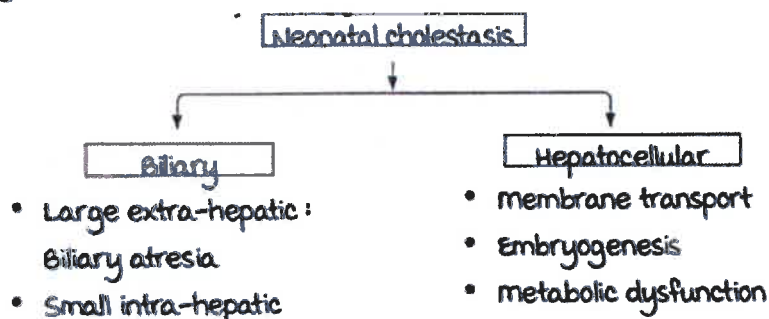 Neonatal cholestasis
Biliary
• Large extra-hepatic:
Biliary atresia
• Small intra-hepatic
Hepatocellular
• membrane transport
• Embryogenesis
• metabolic dysfunction